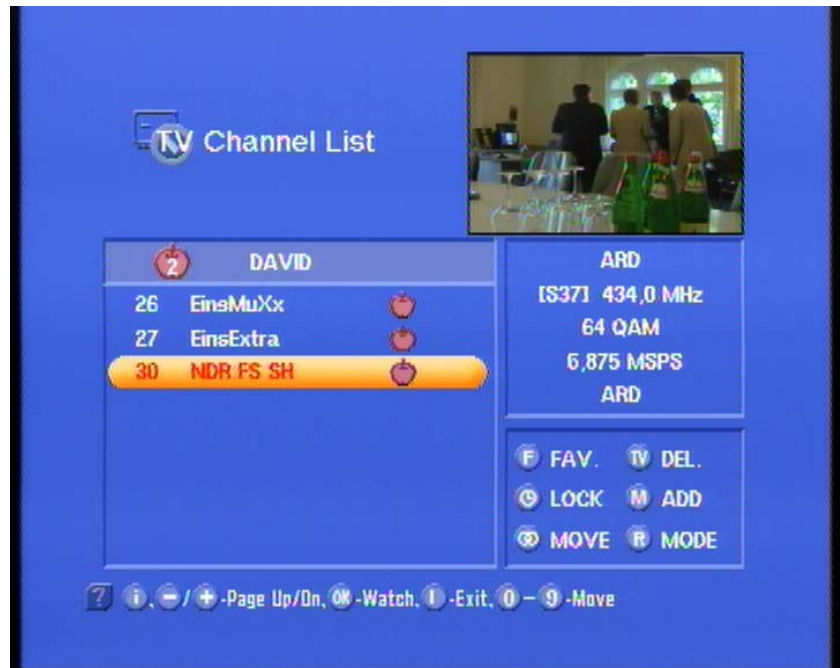 TV Channel List
2 DAVID
26 EinsMuXx
27 EinsExtra
30 NDR FS SH
ARD
[S37] 434,0 MHz
64 QAM
6,875 MSPS
ARD
F FAV. TV DEL.
LOCK M ADD
MOVE R MODE
? i, -/+ -Page Up/Dn, OK -Watch, I -Exit, 0 - 9 -Move